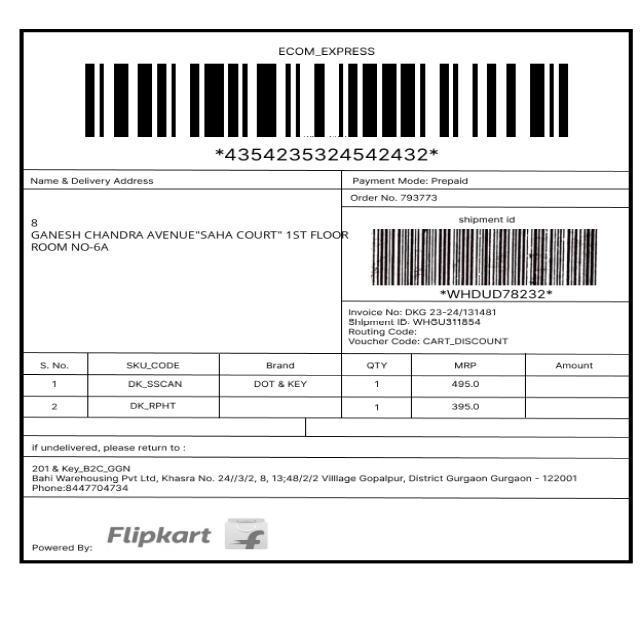 ECOM_EXPRESS
*4354235324542432*
Name & Delivery Address
Payment Mode: Prepaid
Order No. 793773
8
GANESH CHANDRA AVENUE"SAHA COURT" 1ST FLOOR
ROOM NO-6A
shipment id
*WHDUD78232*
Invoice No: DKG 23-24/131481
Shipment ID: WHGU311854
Routing Code:
Voucher Code: CART_DISCOUNT
S. No. SKU_CODE Brand QTY MRP Amount
1 DK_SSCAN DOT & KEY 1 495.0
2 DK_RPHT 1 395.0
if undelivered, please return to :
201 & Key_B2C_GGN
Bahi Warehousing Pvt Ltd, Khasra No. 24//3/2, 8, 13;48/2/2 Villlage Gopalpur, District Gurgaon Gurgaon - 122001
Phone:8447704734
Powered By: Flipkart